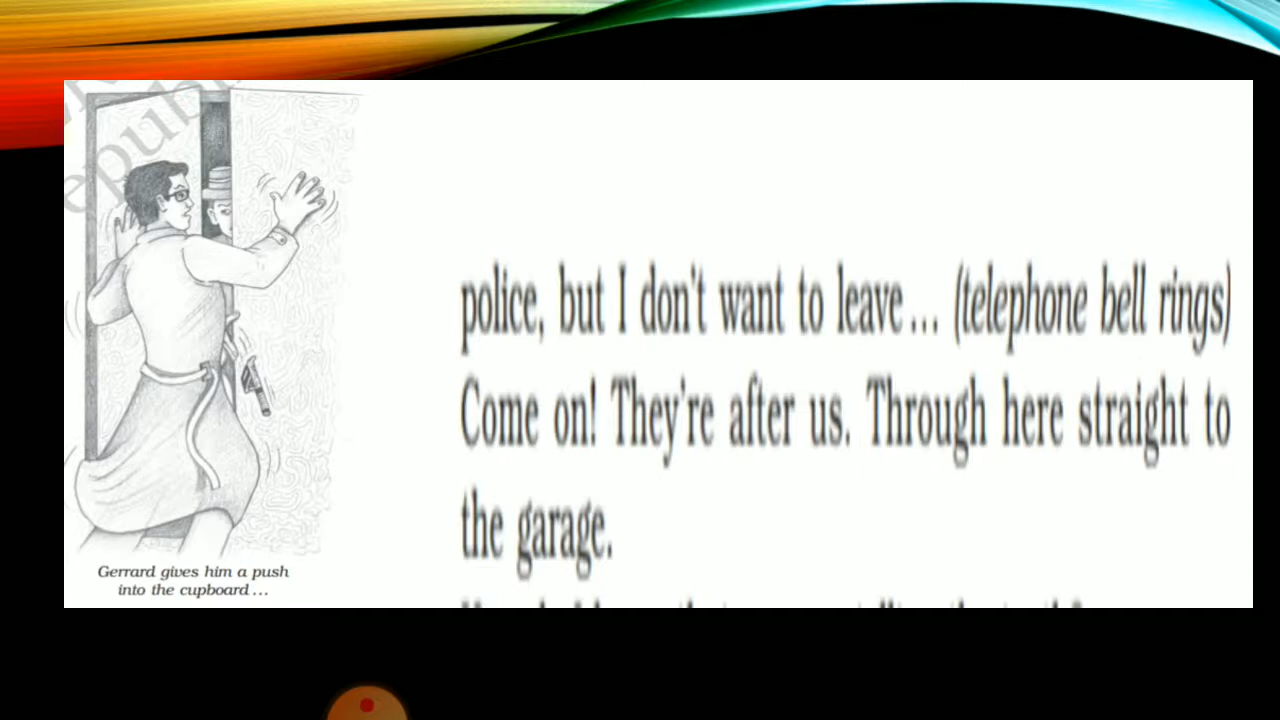 epubl
Gerrard gives him a push
into the cupboard...
police, but I don't want to leave... (telephone bell rings)
Come on! They're after us. Through here straight to
the garage.